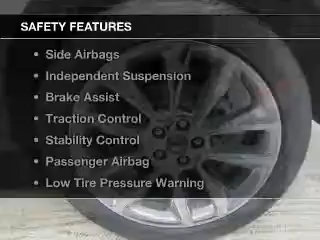 SAFETY FEATURES
• Side Airbags
• Independent Suspension
• Brake Assist
• Traction Control
• Stability Control
• Passenger Airbag
• Low Tire Pressure Warning